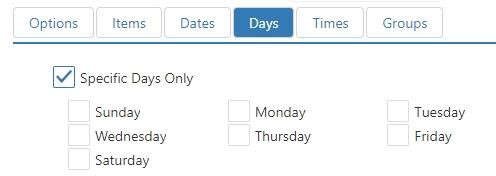 Options Items Dates Days Times Groups
Specific Days Only
Sunday Monday Tuesday
Wednesday Thursday Friday
Saturday